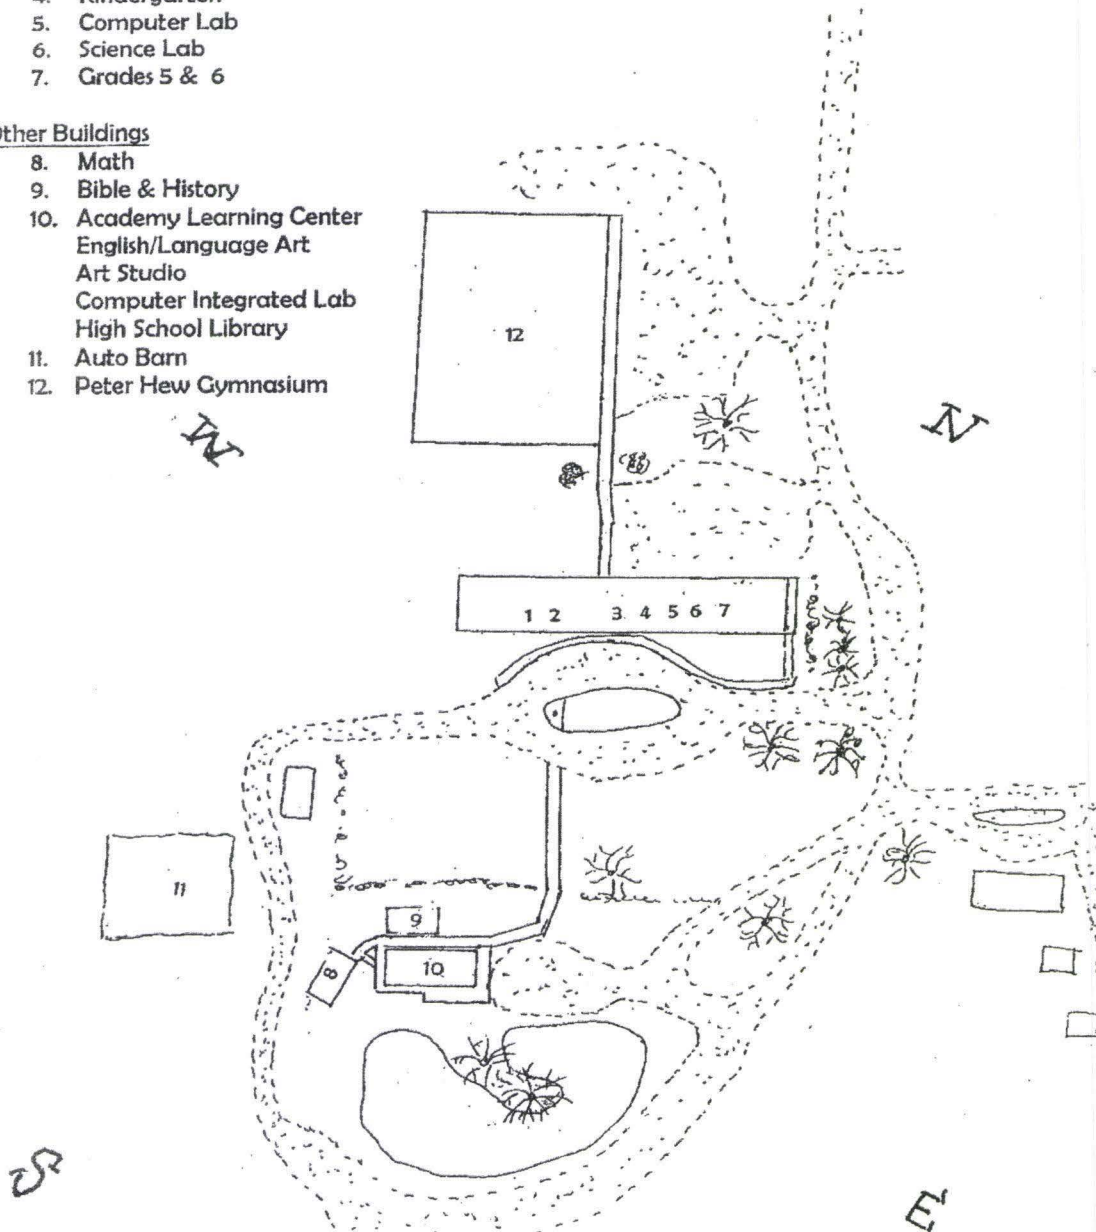 4. Kindergarten
5. Computer Lab
6. Science Lab
7. Grades 5 & 6
Other Buildings
8. Math
9. Bible & History
10. Academy Learning Center
English/Language Art
Art Studio
Computer Integrated Lab
High School Library
11. Auto Barn
12. Peter Hew Gymnasium
12
W
N
1 2 3 4 5 6 7
11
9
8
10
S
E